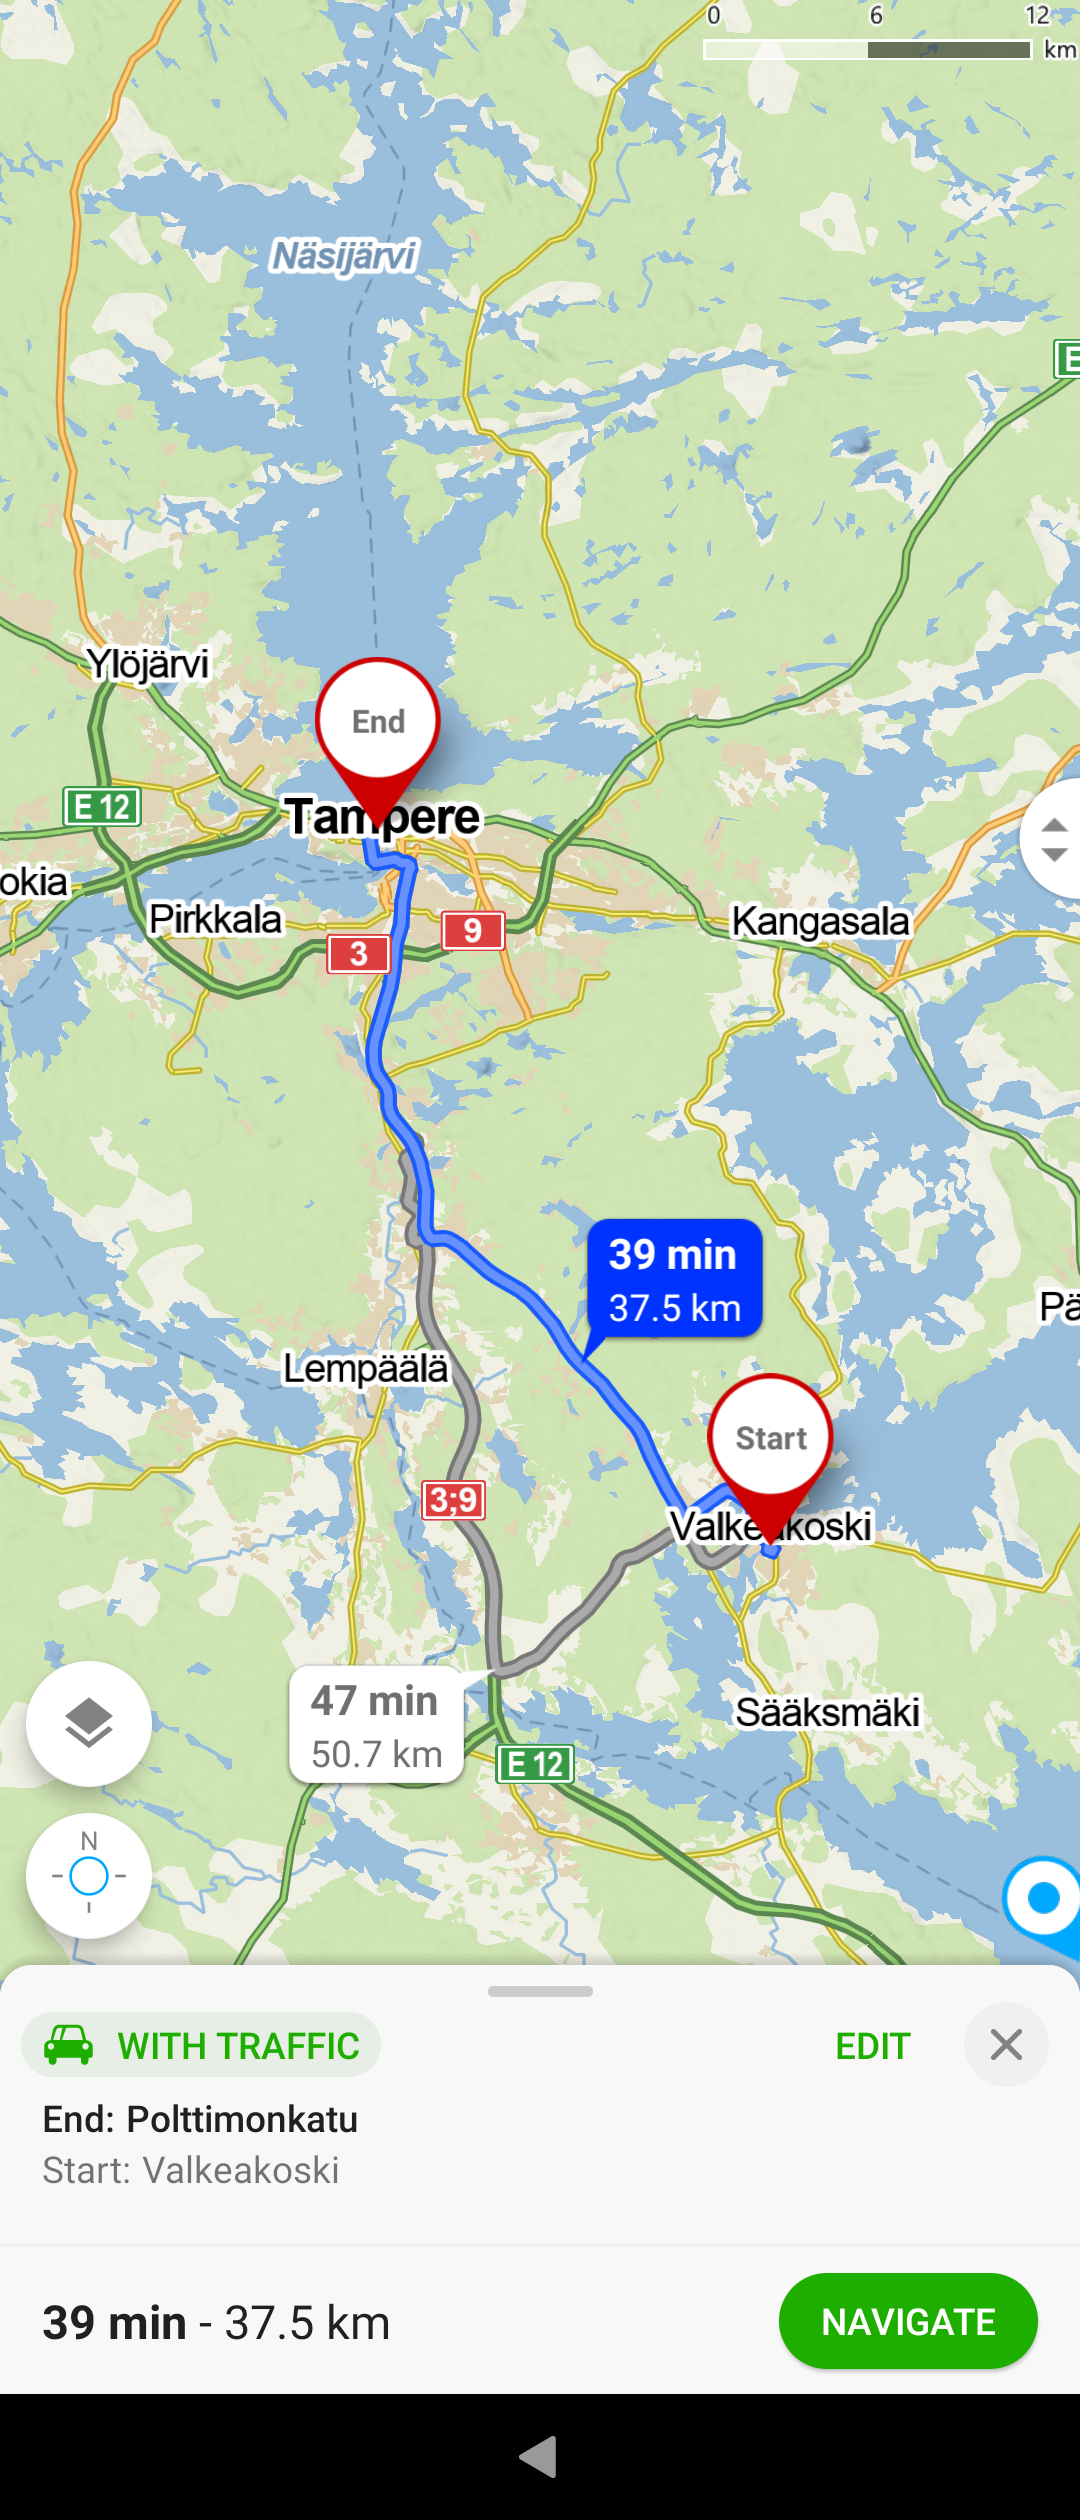 0 6 12
km
Näsijärvi
E
Ylöjärvi
End
E 12
Tampere
okia
Pirkkala
9
Kangasala
3
39 min
37.5 km
Pä
Lempäälä
Start
3;9
Valkeakoski
47 min
50.7 km
Sääksmäki
E 12
N
WITH TRAFFIC
EDIT
End: Polttimonkatu
Start: Valkeakoski
39 min - 37.5 km
NAVIGATE